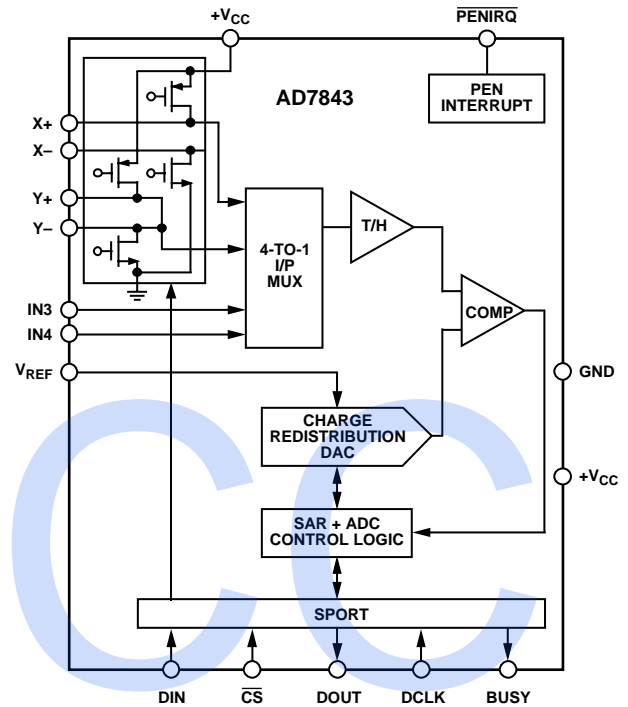 +VCC
PENIRQ
AD7843
PEN
INTERRUPT
X+
X–
Y+
Y–
T/H
4-TO-1
I/P
MUX
COMP
IN3
IN4
VREF
GND
CHARGE
REDISTRIBUTION
DAC
+VCC
SAR + ADC
CONTROL LOGIC
SPORT
DIN
CS
DOUT
DCLK
BUSY
CC